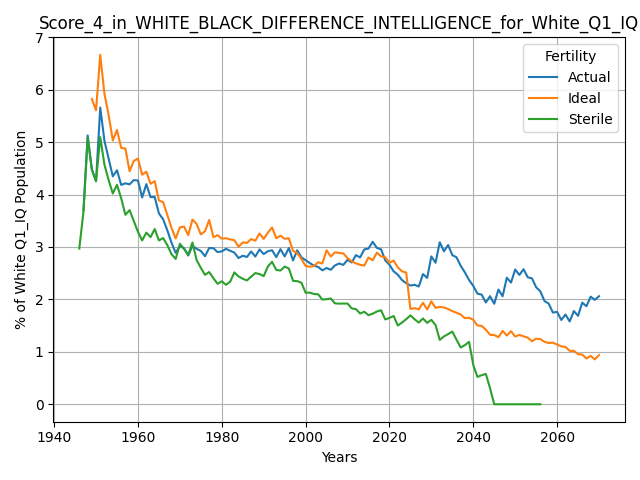 Score_4_in_WHITE_BLACK_DIFFERENCE_INTELLIGENCE_for_White_Q1_IQ
7
6
5
4
3
2
1
0
% of White Q1_IQ Population
Fertility
Actual
Ideal
Sterile
1940
1960
1980
2000
2020
2040
2060
Years